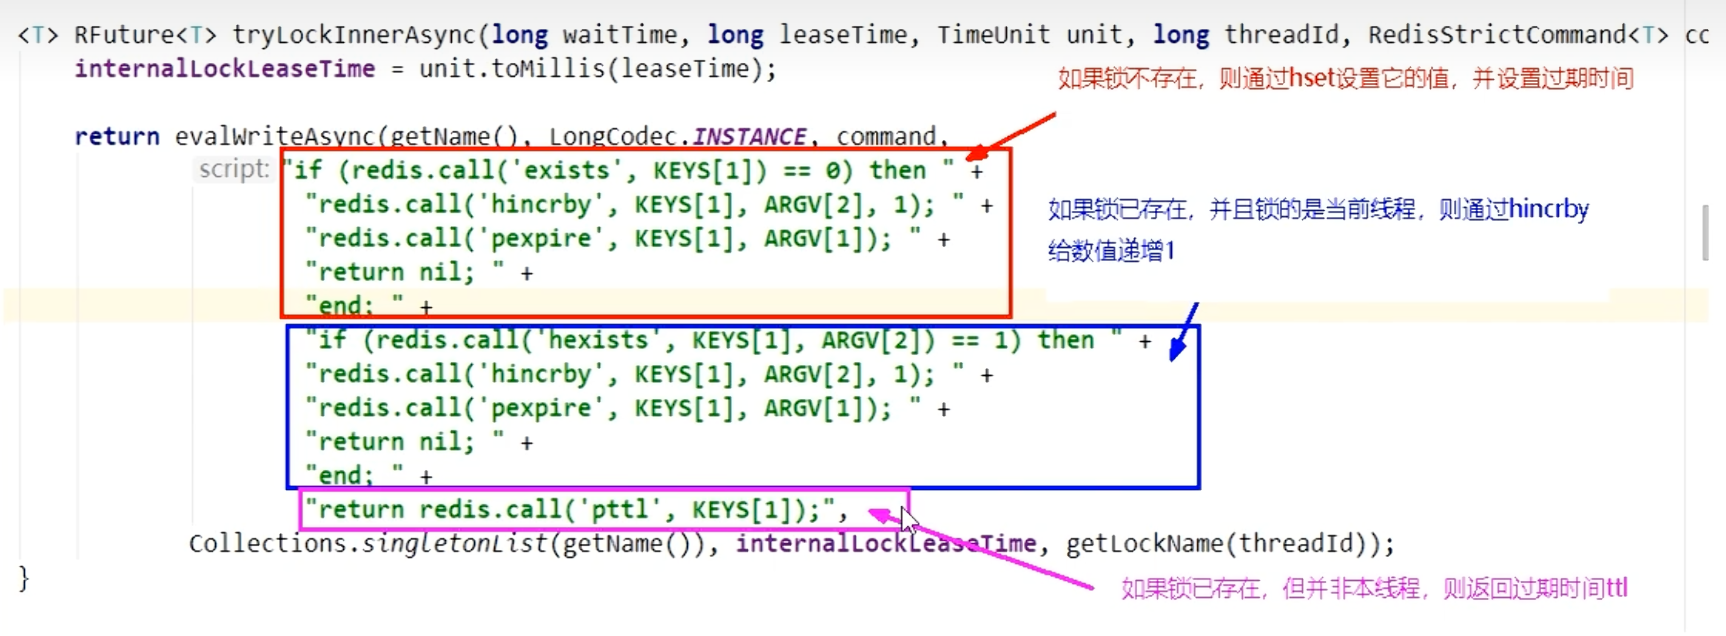 <T> RFuture<T> tryLockInnerAsync(long waitTime, long leaseTime, TimeUnit unit, long threadId, RedisStrictCommand<T> co
internalLockLeaseTime = unit.toMillis(leaseTime);
如果锁不存在，则通过hset设置它的值，并设置过期时间
return evalWriteAsync(getName(), LongCodec.INSTANCE, command,
script: "if (redis.call('exists', KEYS[1]) == 0) then " +
"redis.call('hincrby', KEYS[1], ARGV[2], 1); " +
"redis.call('pexpire', KEYS[1], ARGV[1]); " +
"return nil; " +
"end; " +
如果锁已存在，并且锁的是当前线程，则通过hincrby
给数值递增1
"if (redis.call('hexists', KEYS[1], ARGV[2]) == 1) then " +
"redis.call('hincrby', KEYS[1], ARGV[2], 1); " +
"redis.call('pexpire', KEYS[1], ARGV[1]); " +
"return nil; " +
"end; " +
"return redis.call('pttl', KEYS[1]);",
Collections.singletonList(getName()), internalLockLeaseTime, getLockName(threadId));
}
如果锁已存在，但并非本线程，则返回过期时间ttl